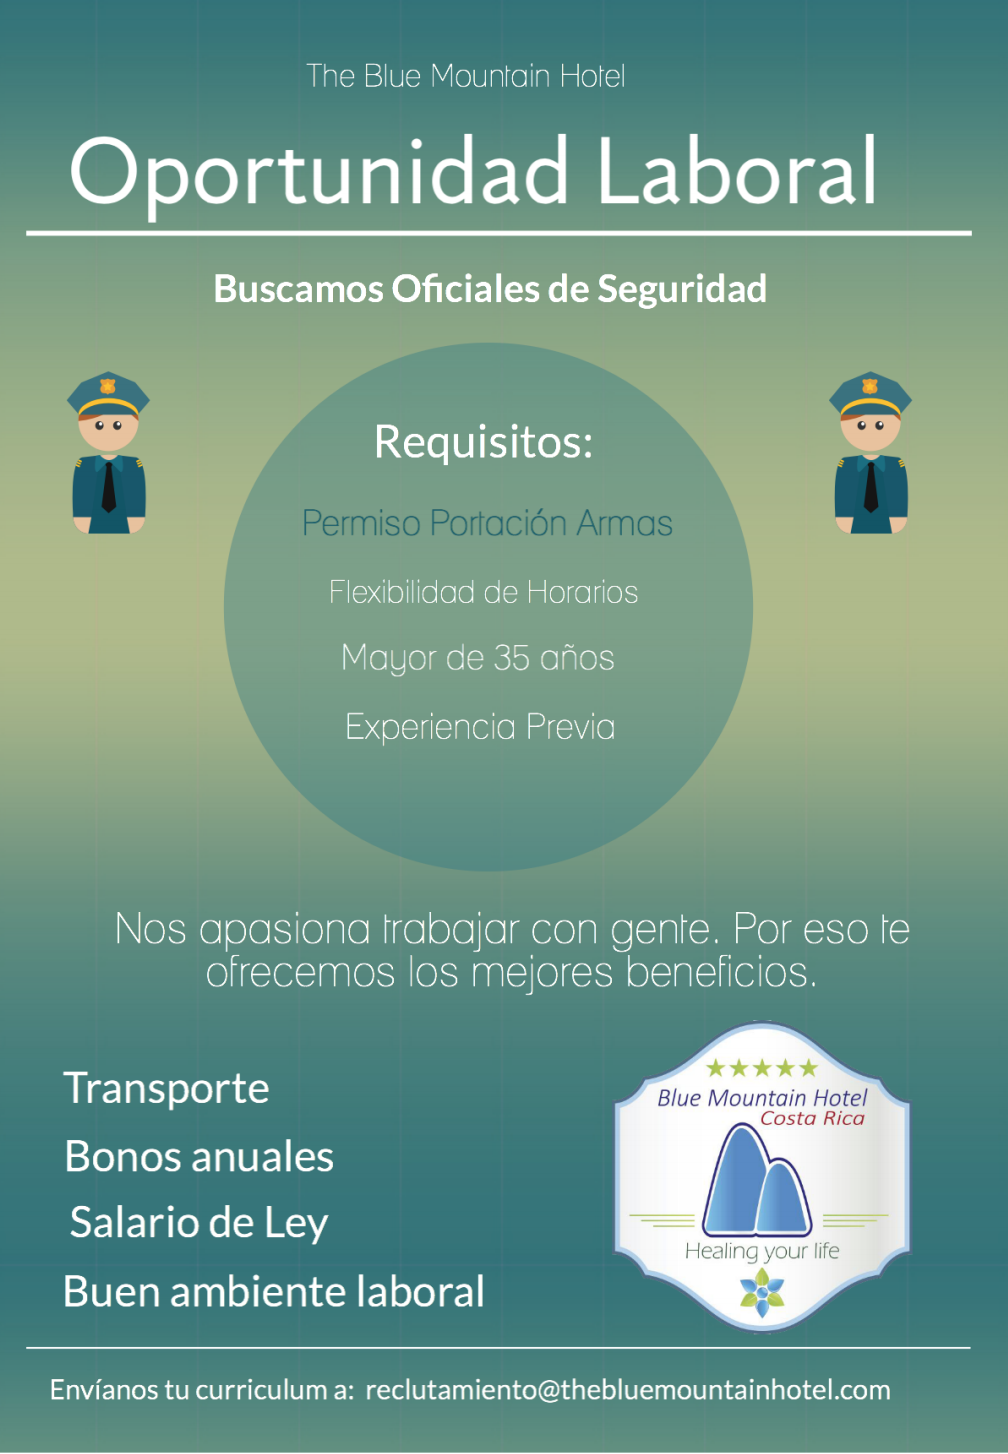 The Blue Mountain Hotel
Oportunidad Laboral
Buscamos Oficiales de Seguridad
Requisitos:
Permiso Portación Armas
Flexibilidad de Horarios
Mayor de 35 años
Experiencia Previa
Nos apasiona trabajar con gente. Por eso te
ofrecemos los mejores beneficios.
Transporte
Bonos anuales
Salario de Ley
Buen ambiente laboral
Blue Mountain Hotel
Costa Rica
Healing your life
Envíanos tu curriculum a: reclutamiento@thebluemountainhotel.com